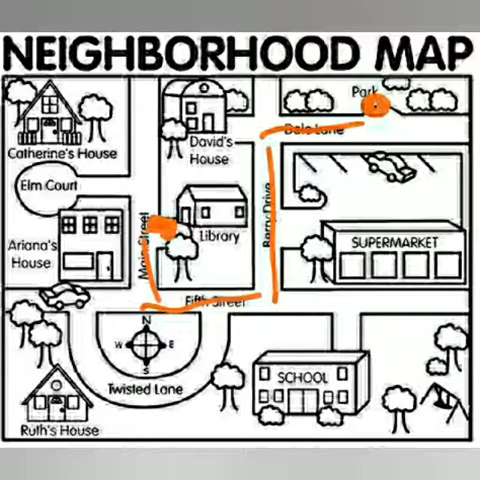 NEIGHBORHOOD MAP
Park
Catherine's House
David's
House
Dale Lane
Elm Court
Main Street
Library
Berry Drive
SUPERMARKET
Ariana's
House
Fifth Street
N
W E
S
Twisted Lane
SCHOOL
Ruth's House